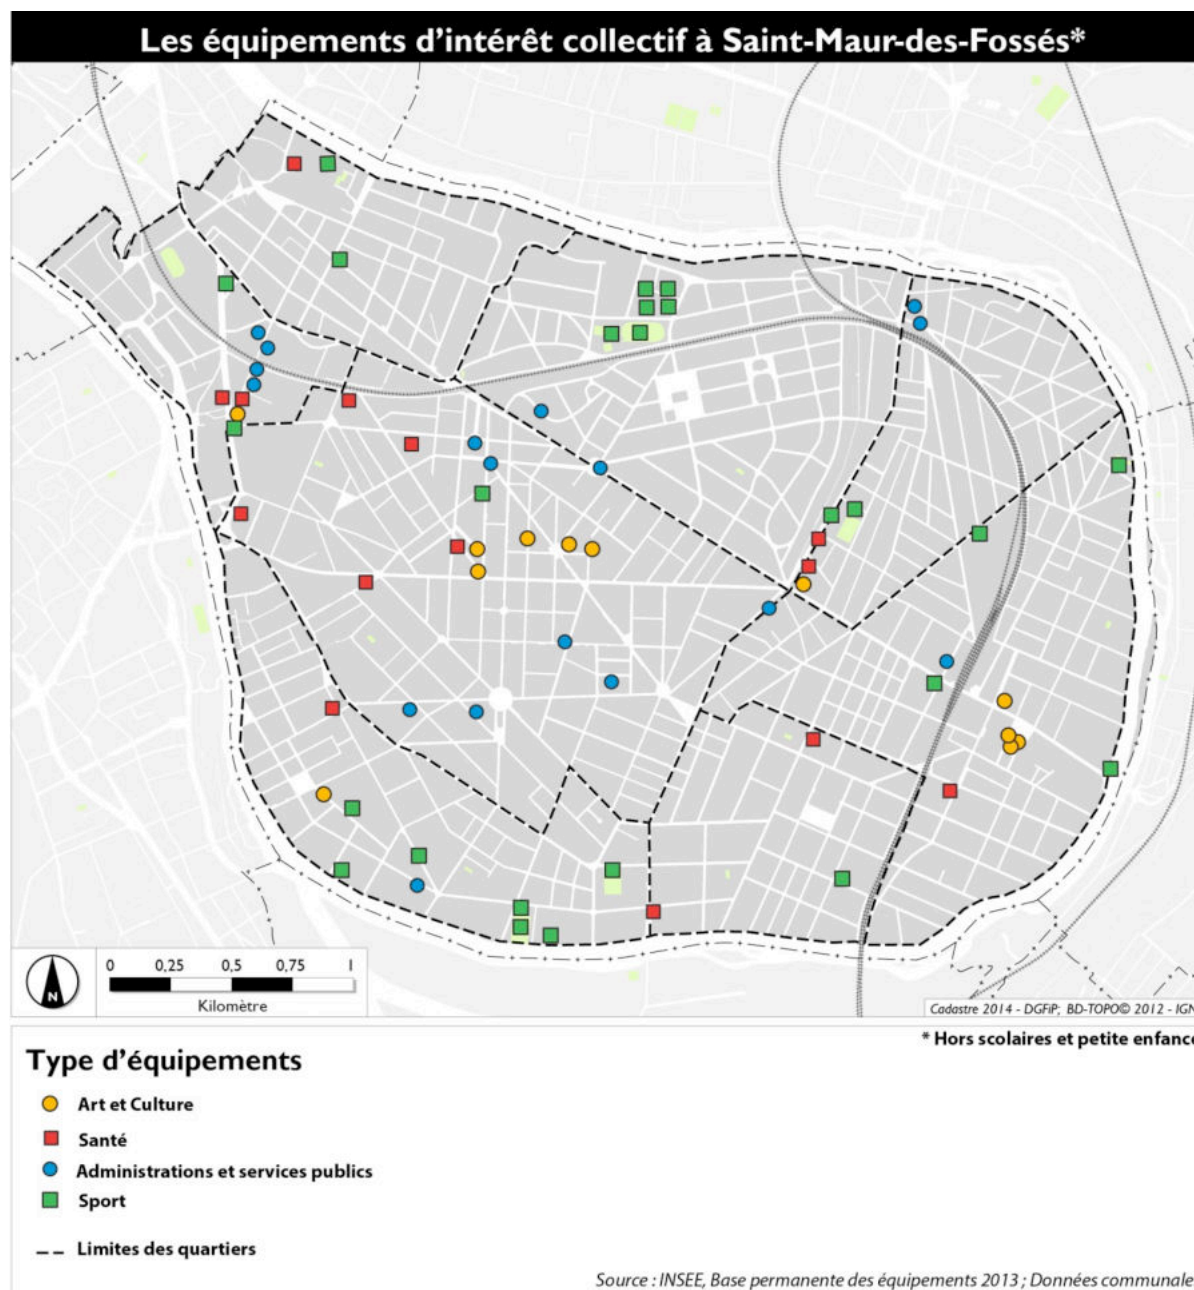 Les équipements d'intérêt collectif à Saint-Maur-des-Fossés*
0 0,25 0,5 0,75 1
Kilomètre
N
Cadastre 2014 - DGFiP; BD-TOPO© 2012 - IGN
* Hors scolaires et petite enfance
Type d'équipements
Art et Culture
Santé
Administrations et services publics
Sport
Limites des quartiers
Source : INSEE, Base permanente des équipements 2013 ; Données communale